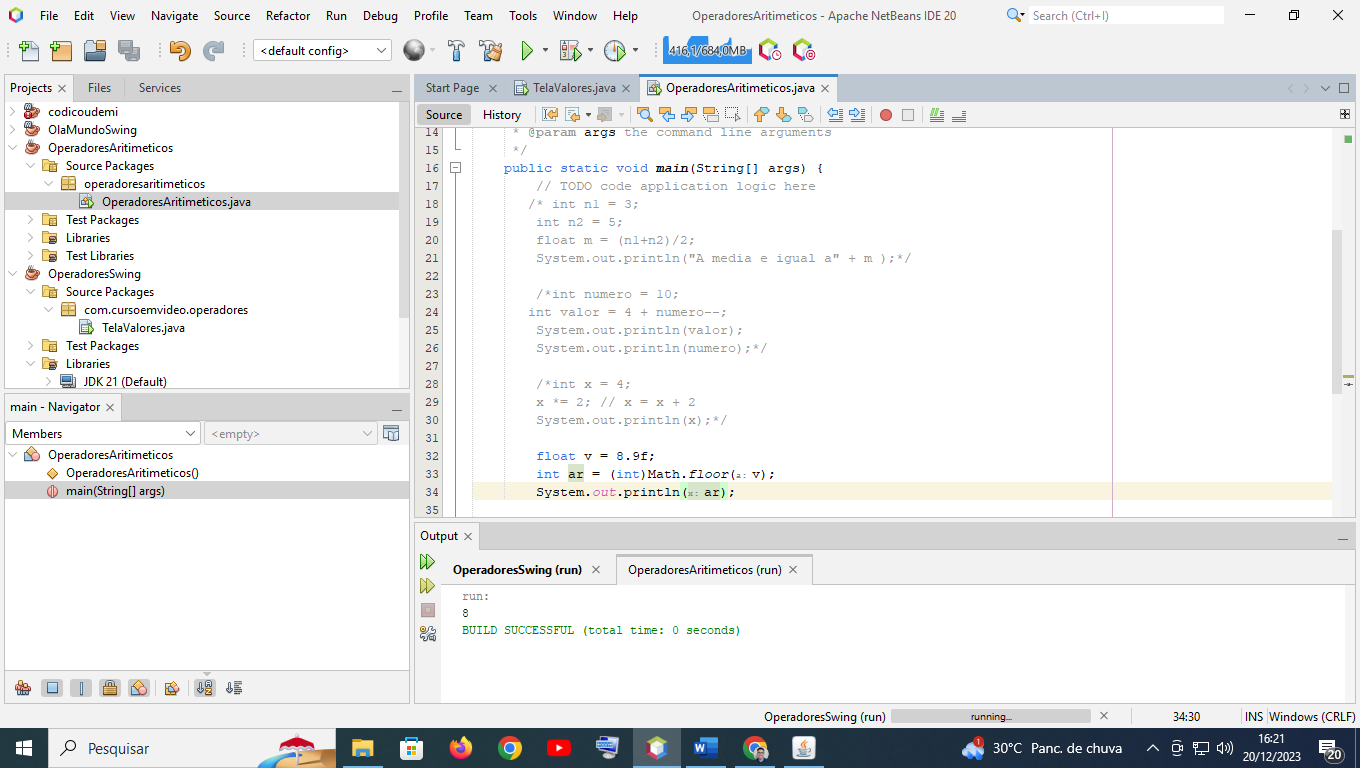 File Edit View Navigate Source Refactor Run Debug Profile Team Tools Window Help OperadoresAritimeticos - Apache NetBeans IDE 20 Search (Ctrl+I)
<default config> 416,1/684,0MB
Projects Files Services
codicoudemi
OlaMundoSwing
OperadoresAritimeticos
Source Packages
operadoresaritimeticos
OperadoresAritimeticos.java
Test Packages
Libraries
Test Libraries
OperadoresSwing
Source Packages
com.cursoemvideo.operadores
TelaValores.java
Test Packages
Libraries
JDK 21 (Default)
main - Navigator
Members <empty>
OperadoresAritimeticos
OperadoresAritimeticos()
main(String[] args)
Start Page TelaValores.java OperadoresAritimeticos.java
Source History
14 * @param args the command line arguments
15 */
16 public static void main(String[] args) {
17 // TODO code application logic here
18 /* int n1 = 3;
19 int n2 = 5;
20 float m = (n1+n2)/2;
21 System.out.println("A media e igual a" + m );*/
22
23 /*int numero = 10;
24 int valor = 4 + numero--;
25 System.out.println(valor);
26 System.out.println(numero);*/
27
28 /*int x = 4;
29 x *= 2; // x = x + 2
30 System.out.println(x);*/
31
32 float v = 8.9f;
33 int ar = (int)Math.floor(a: v);
34 System.out.println(x: ar);
35
Output
OperadoresSwing (run) OperadoresAritimeticos (run)
run:
8
BUILD SUCCESSFUL (total time: 0 seconds)
OperadoresSwing (run) running... 34:30 INS Windows (CRLF)
Pesquisar 1 30°C Panc. de chuva 16:21
20/12/2023 20